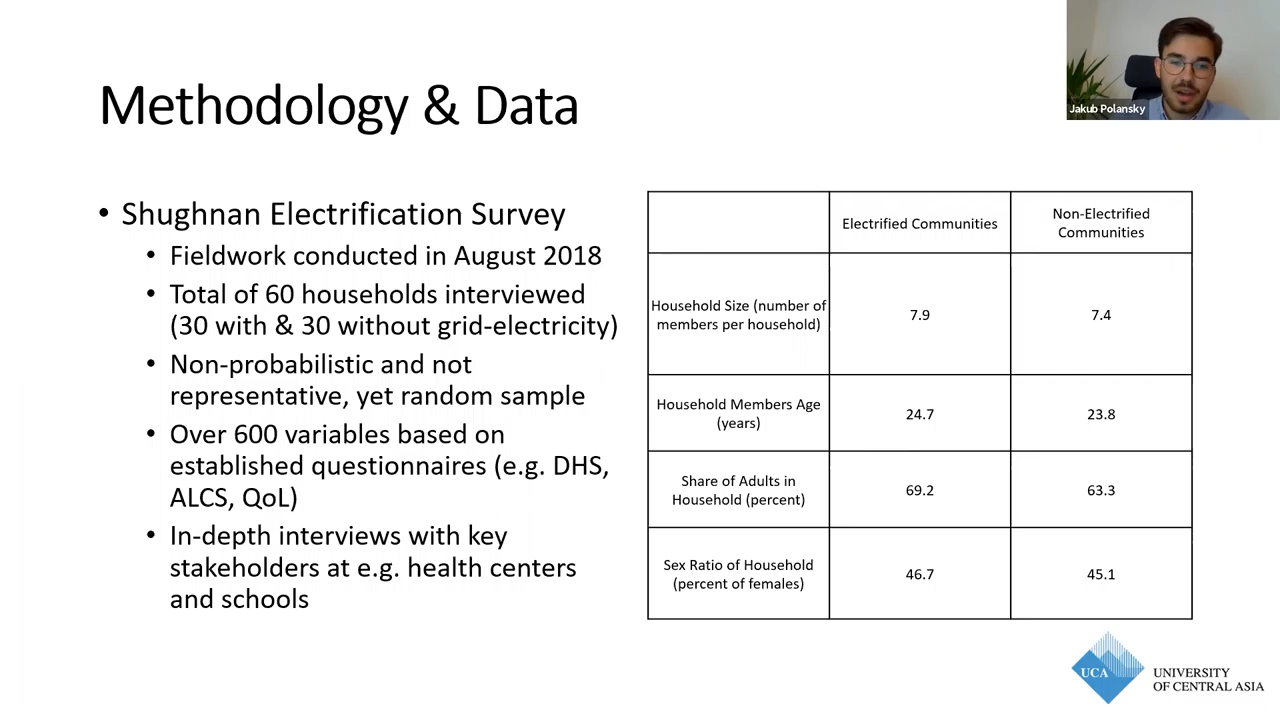 Jakub Polansky
Methodology & Data
• Shughnan Electrification Survey
• Fieldwork conducted in August 2018
• Total of 60 households interviewed
(30 with & 30 without grid-electricity)
• Non-probabilistic and not
representative, yet random sample
• Over 600 variables based on
established questionnaires (e.g. DHS,
ALCS, QoL)
• In-depth interviews with key
stakeholders at e.g. health centers
and schools
Electrified Communities
Non-Electrified
Communities
Household Size (number of
members per household)
7.9
7.4
Household Members Age
(years)
24.7
23.8
Share of Adults in
Household (percent)
69.2
63.3
Sex Ratio of Household
(percent of females)
46.7
45.1
UCA
UNIVERSITY
OF CENTRAL ASIA